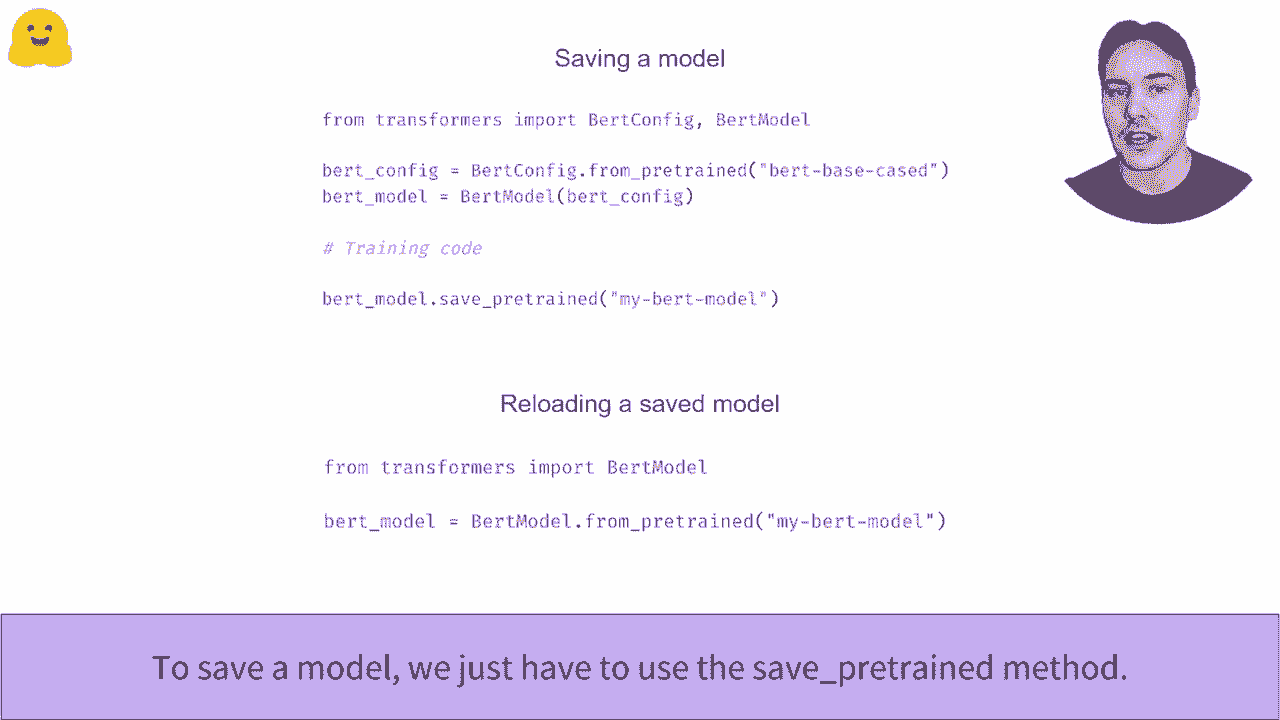 Saving a model
from transformers import BertConfig, BertModel
bert_config = BertConfig.from_pretrained("bert-base-cased")
bert_model = BertModel(bert_config)
# Training code
bert_model.save_pretrained("my-bert-model")
Reloading a saved model
from transformers import BertModel
bert_model = BertModel.from_pretrained("my-bert-model")
To save a model, we just have to use the save_pretrained method.